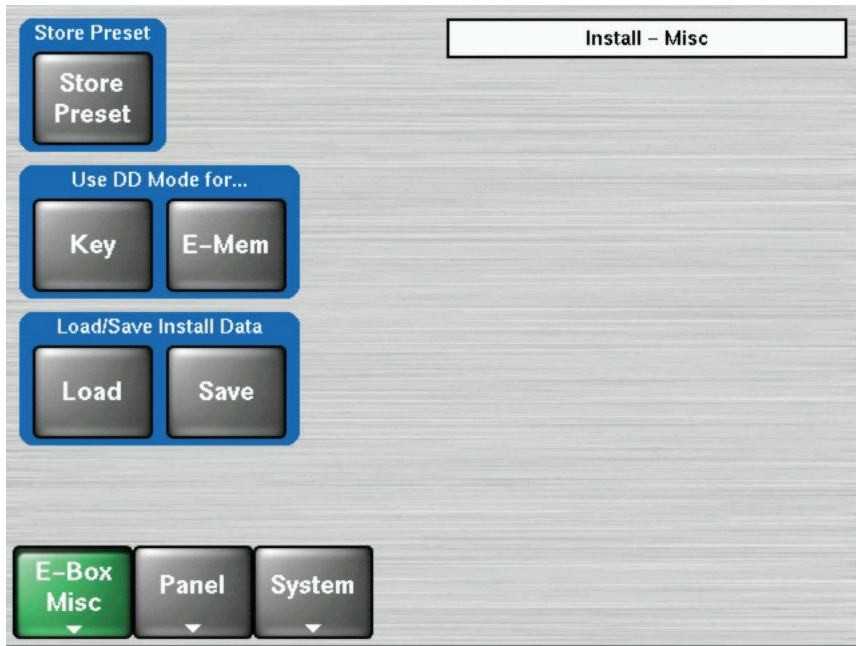 Store Preset
Install – Misc
Store
Preset
Use DD Mode for...
Key
E–Mem
Load/Save Install Data
Load
Save
E–Box
Misc
Panel
System